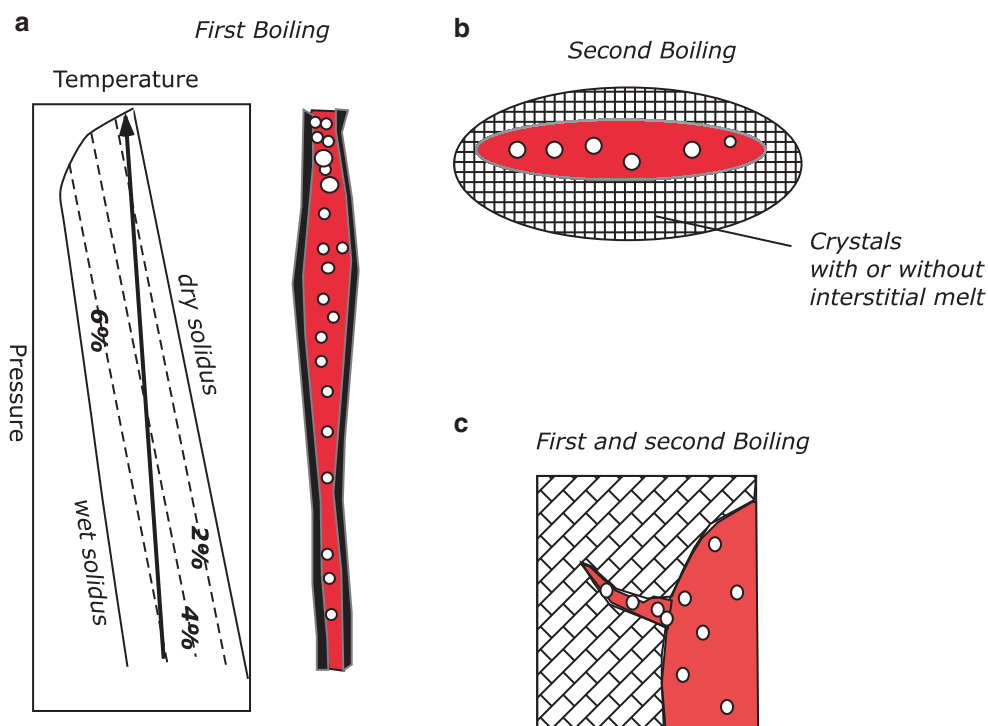 a
First Boiling
Temperature
Pressure
6%
dry solidus
wet solidus
2%
4%
b
Second Boiling
Crystals
with or without
interstitial melt
c
First and second Boiling